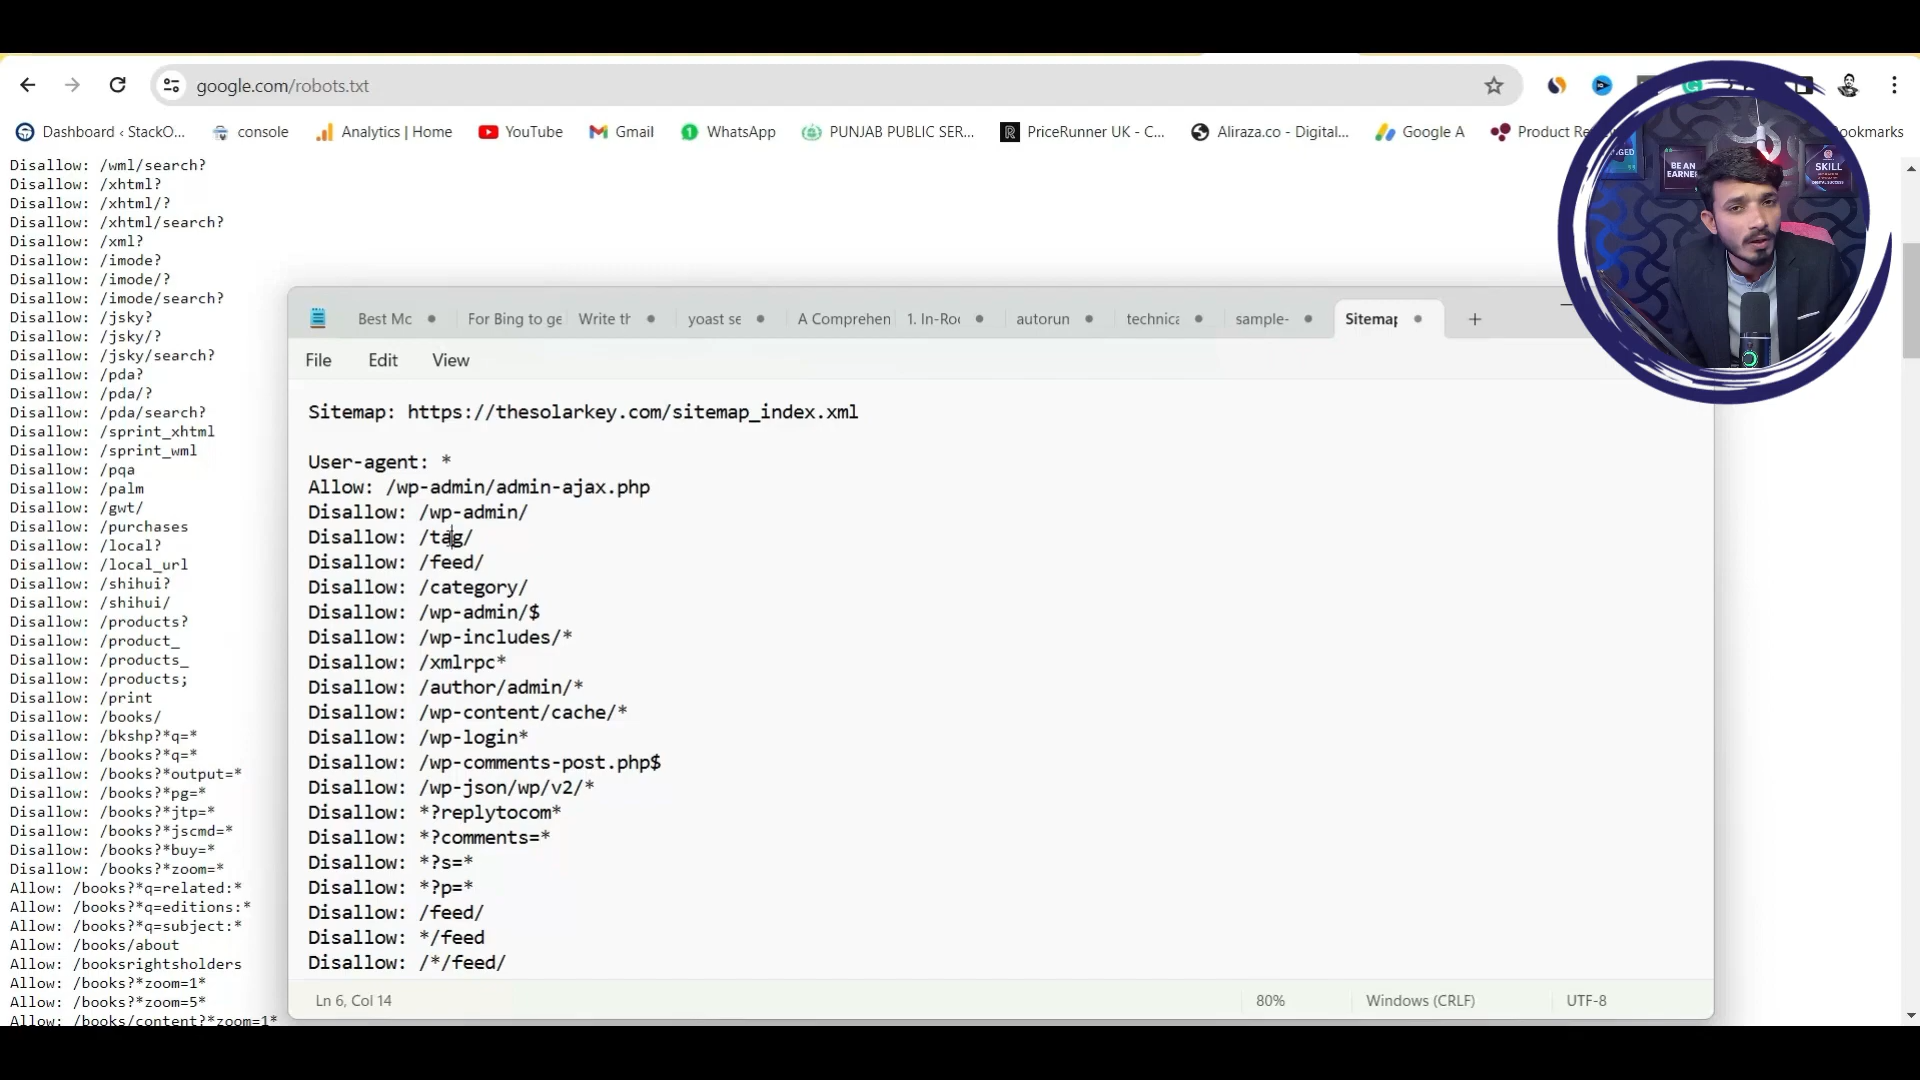 google.com/robots.txt
Dashboard ‹ StackO...
console
Analytics | Home
YouTube
Gmail
WhatsApp
PUNJAB PUBLIC SER...
PriceRunner UK - C...
Aliraza.co - Digital...
Google A
Product Re
ookmarks
BE AN
EARNER
SKILL
Disallow: /wml/search?
Disallow: /xhtml?
Disallow: /xhtml/?
Disallow: /xhtml/search?
Disallow: /xml?
Disallow: /imode?
Disallow: /imode/?
Disallow: /imode/search?
Disallow: /jsky?
Disallow: /jsky/?
Disallow: /jsky/search?
Disallow: /pda?
Disallow: /pda/?
Disallow: /pda/search?
Disallow: /sprint_xhtml
Disallow: /sprint_wml
Disallow: /pqa
Disallow: /palm
Disallow: /gwt/
Disallow: /purchases
Disallow: /local?
Disallow: /local_url
Disallow: /shihui?
Disallow: /shihui/
Disallow: /products?
Disallow: /product_
Disallow: /products_
Disallow: /products;
Disallow: /print
Disallow: /books/
Disallow: /bkshp?*q=*
Disallow: /books?*q=*
Disallow: /books?*output=*
Disallow: /books?*pg=*
Disallow: /books?*jtp=*
Disallow: /books?*jscmd=*
Disallow: /books?*buy=*
Disallow: /books?*zoom=*
Allow: /books?*q=related:*
Allow: /books?*q=editions:*
Allow: /books?*q=subject:*
Allow: /books/about
Allow: /booksrightsholders
Allow: /books?*zoom=1*
Allow: /books?*zoom=5*
Allow: /books/content?*zoom=1*
Best Mc
For Bing to ge
Write th
yoast se
A Comprehen
1. In-Roo
autorun
technica
sample-
Sitemap
File
Edit
View
Sitemap: https://thesolarkey.com/sitemap_index.xml
User-agent: *
Allow: /wp-admin/admin-ajax.php
Disallow: /wp-admin/
Disallow: /tag/
Disallow: /feed/
Disallow: /category/
Disallow: /wp-admin/$
Disallow: /wp-includes/*
Disallow: /xmlrpc*
Disallow: /author/admin/*
Disallow: /wp-content/cache/*
Disallow: /wp-login*
Disallow: /wp-comments-post.php$
Disallow: /wp-json/wp/v2/*
Disallow: *?replytocom*
Disallow: *?comments=*
Disallow: *?s=*
Disallow: *?p=*
Disallow: /feed/
Disallow: */feed
Disallow: /*/feed/
Ln 6, Col 14
80%
Windows (CRLF)
UTF-8